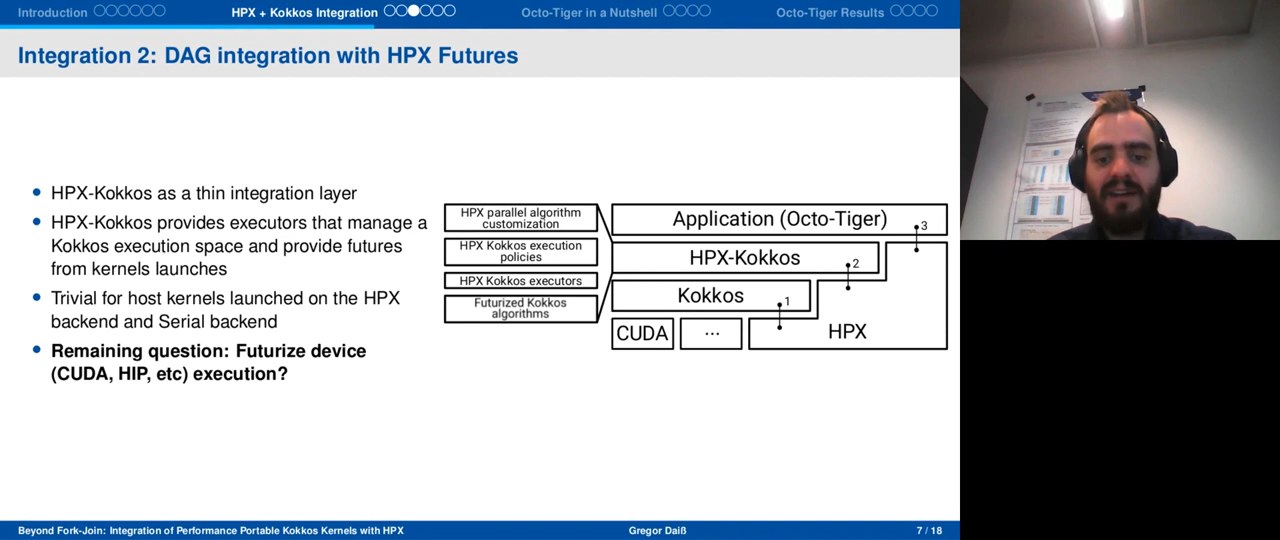 Introduction
HPX + Kokkos Integration
Octo-Tiger in a Nutshell
Octo-Tiger Results
Integration 2: DAG integration with HPX Futures
HPX-Kokkos as a thin integration layer
HPX-Kokkos provides executors that manage a
Kokkos execution space and provide futures
from kernels launches
Trivial for host kernels launched on the HPX
backend and Serial backend
Remaining question: Futurize device
(CUDA, HIP, etc) execution?
HPX parallel algorithm
customization
HPX Kokkos execution
policies
HPX Kokkos executors
Futurized Kokkos
algorithms
Application (Octo-Tiger)
3
HPX-Kokkos
2
Kokkos
1
CUDA
...
HPX
Beyond Fork-Join: Integration of Performance Portable Kokkos Kernels with HPX
Gregor Daiß
7 / 18